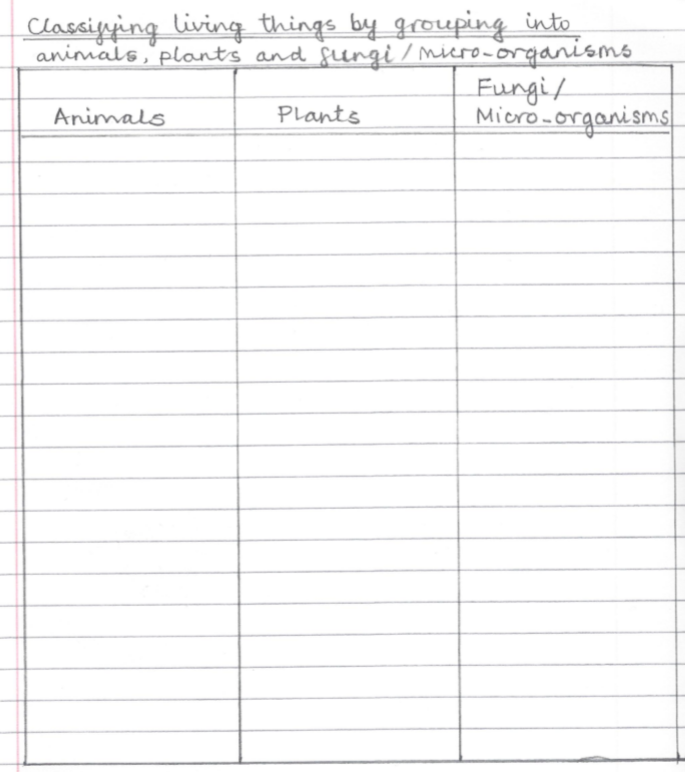 Classifying living things by grouping into
animals, plants and fungi/micro-organisms
Animals
Plants
Fungi/
Micro-organisms